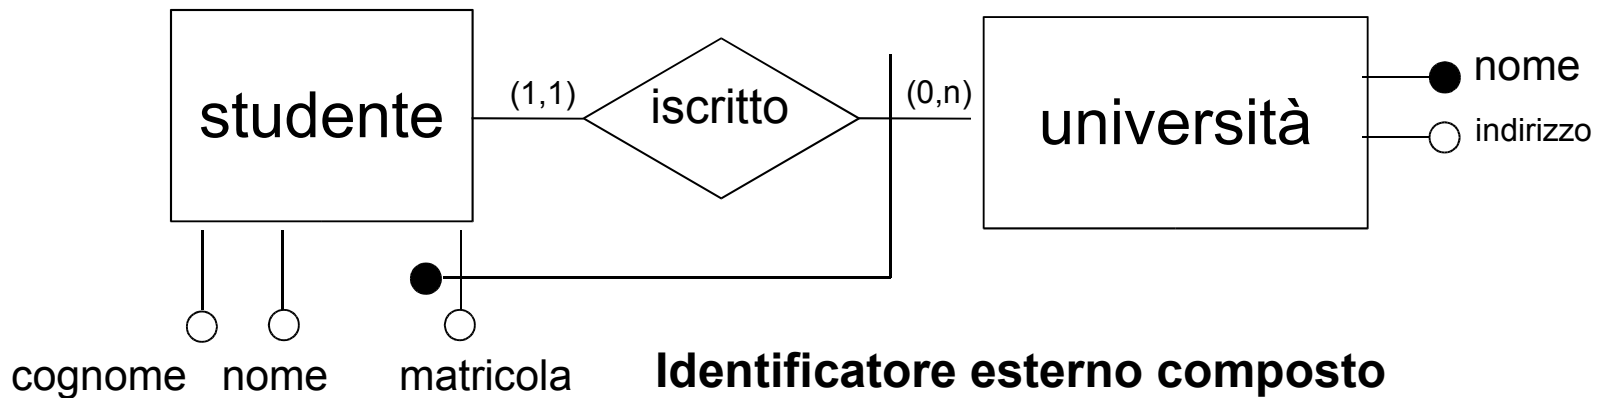 studente
(1,1)
iscritto
(0,n)
università
nome
indirizzo
cognome
nome
matricola
Identificatore esterno composto